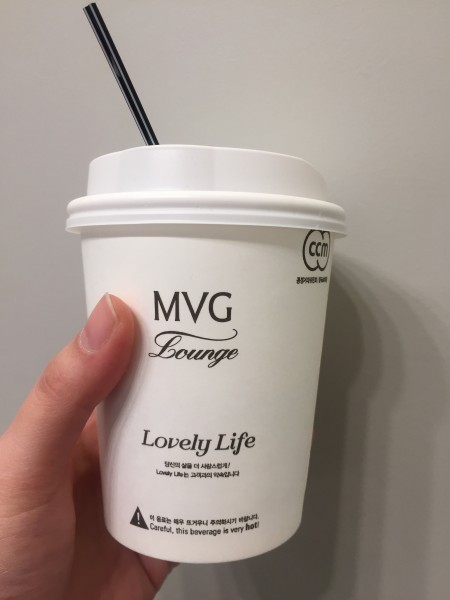 ccm
MVG
Lounge
Lovely Life
당신의 삶을 더 사랑스럽게!
Lovely Life는 고객과의 약속입니다
이 음료는 매우 뜨거우니 주의하시기 바랍니다.
Careful, this beverage is very hot!